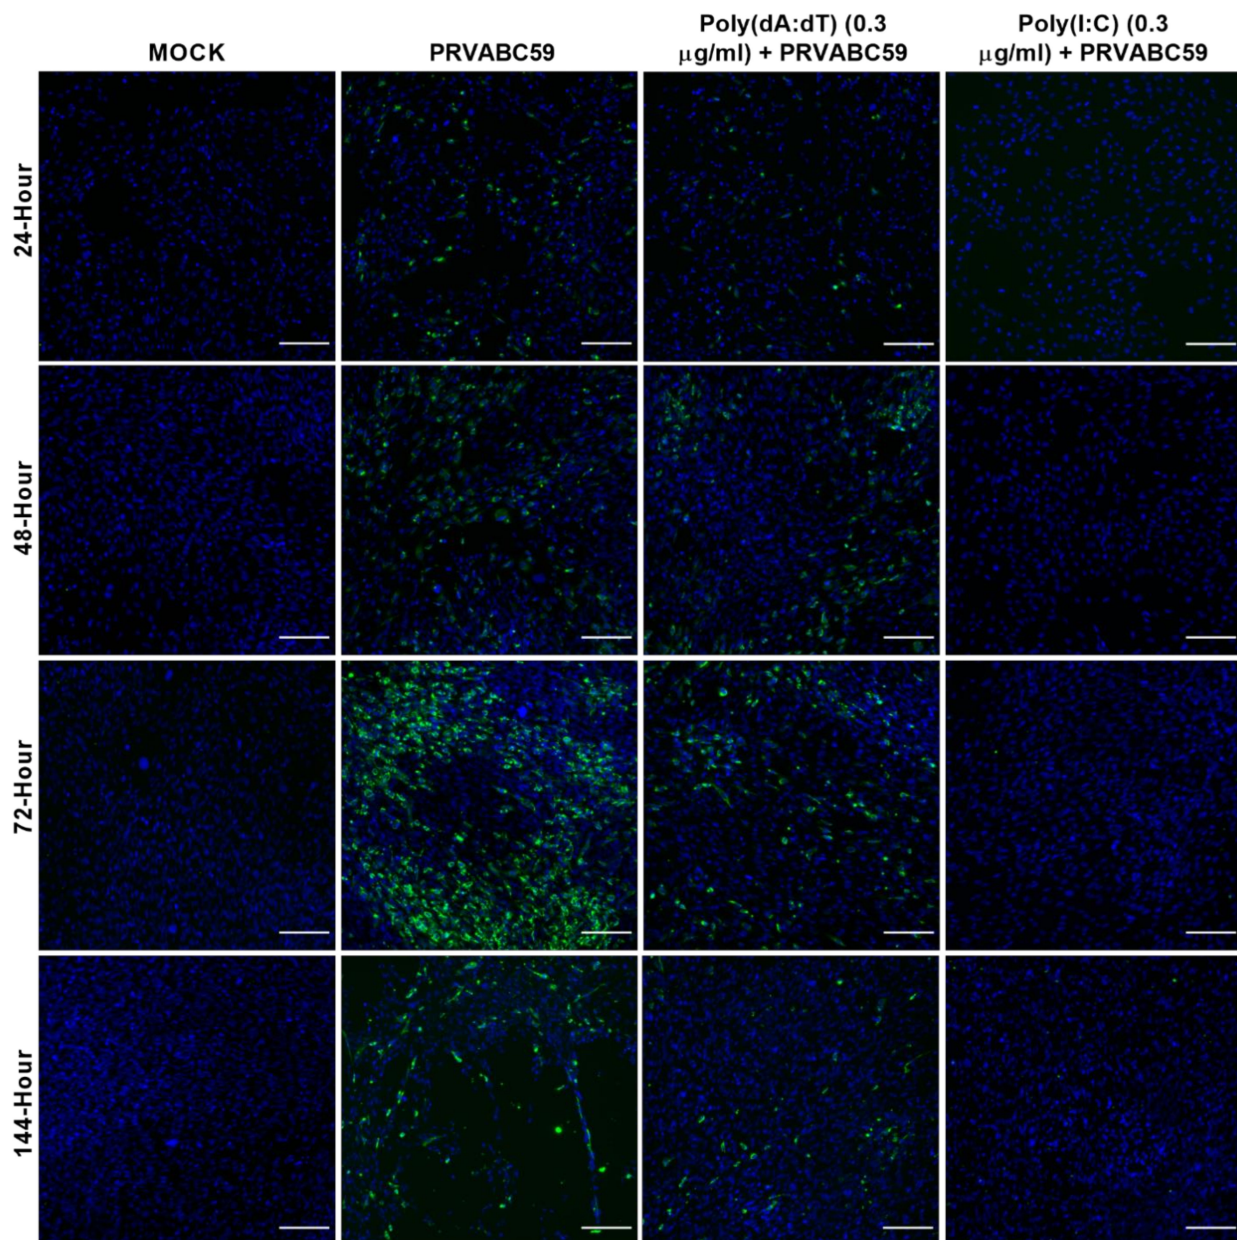 MOCK
PRVABC59
Poly(dA:dT) (0.3
μg/ml) + PRVABC59
Poly(I:C) (0.3
μg/ml) + PRVABC59
24-Hour
48-Hour
72-Hour
144-Hour